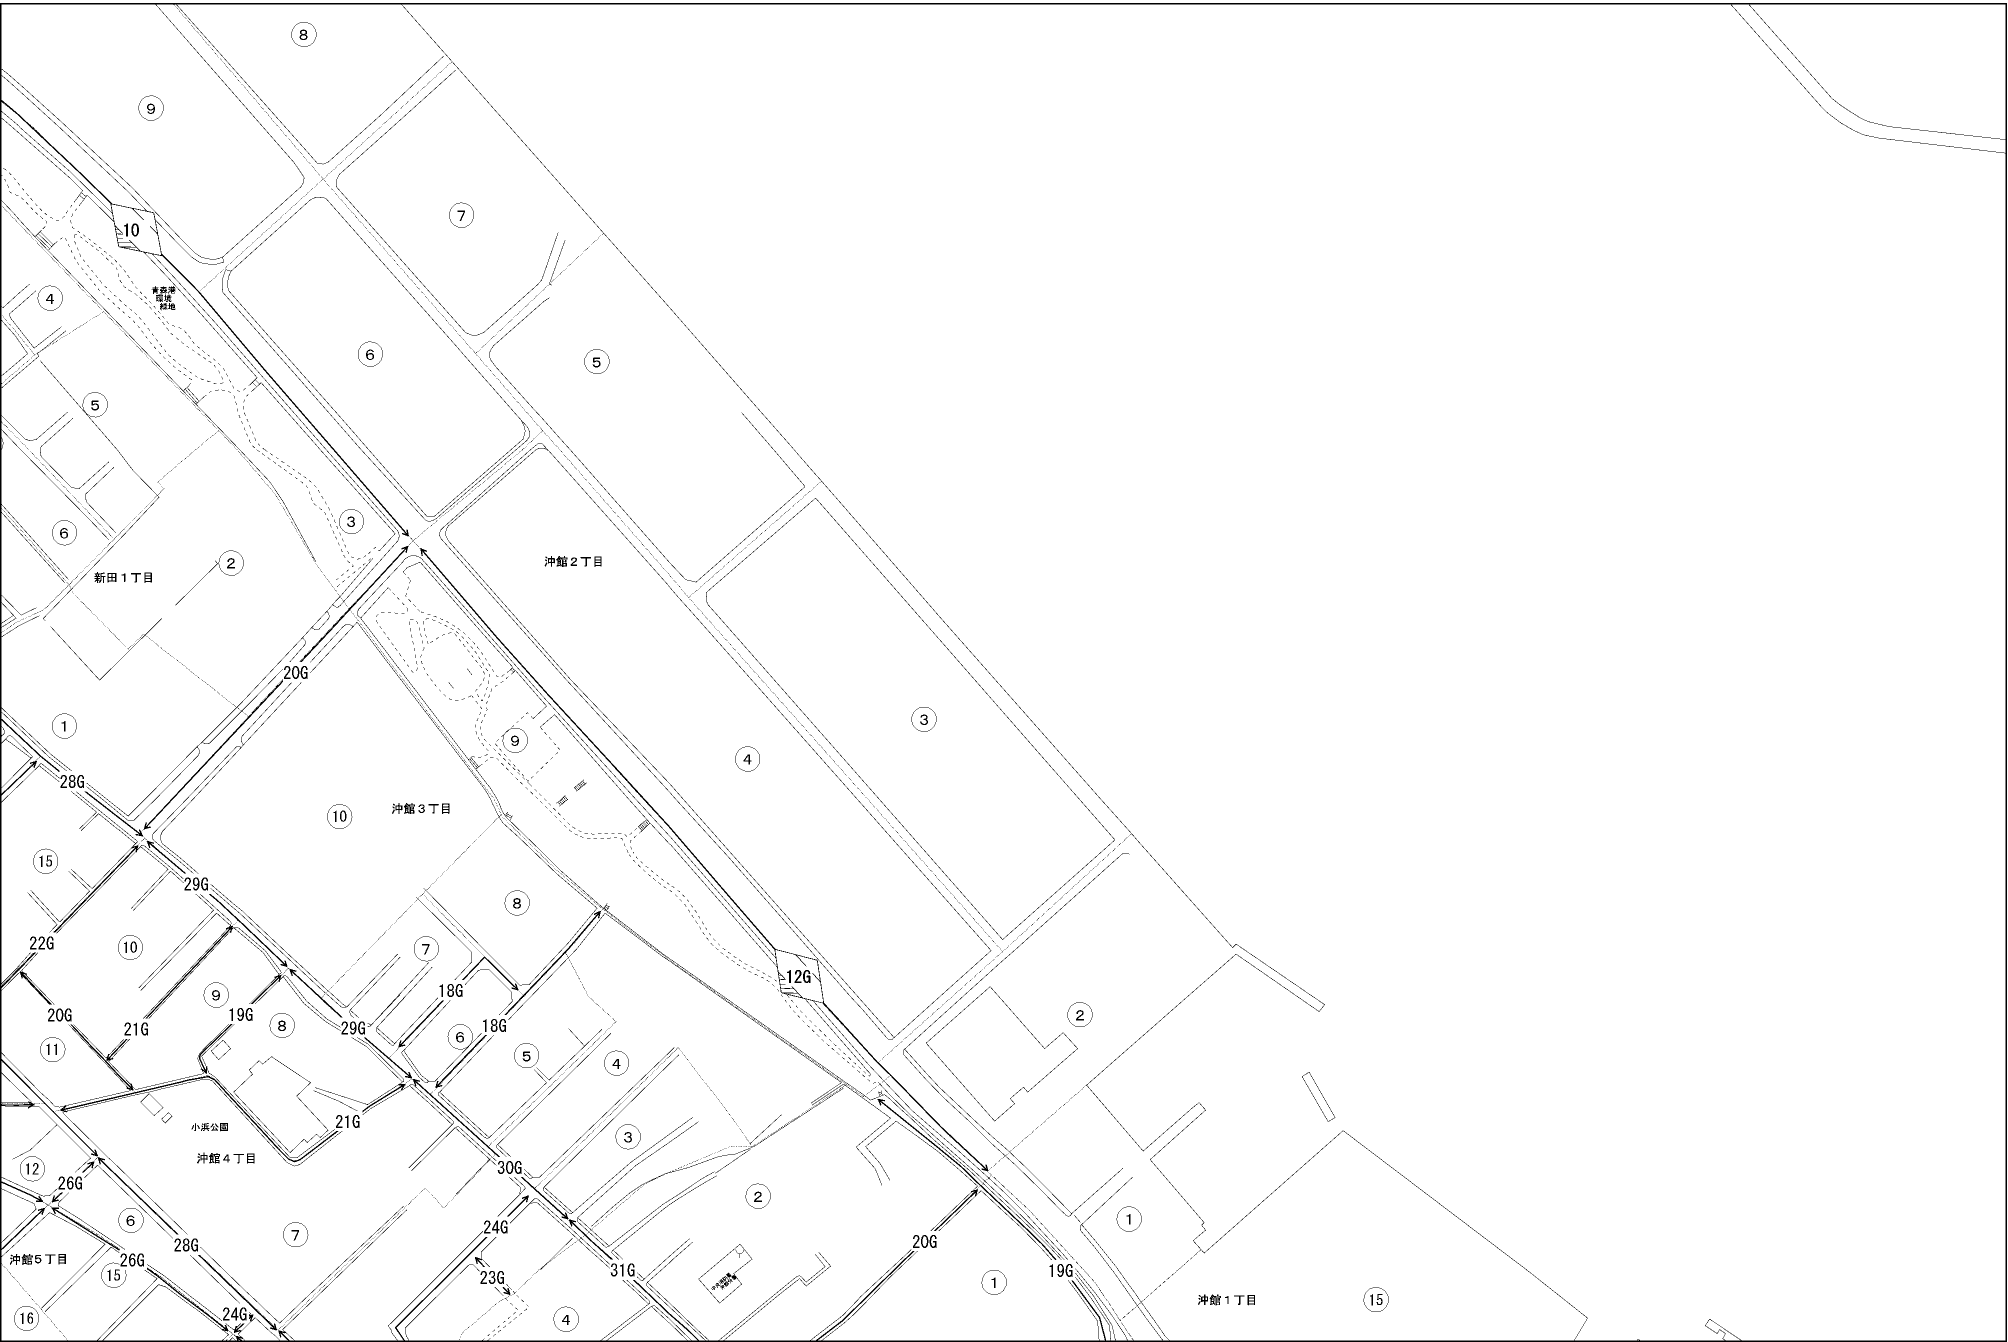 ⑧
⑨
⑦
10
青森港
環境
緑地
④
⑥
⑤
⑤
③
⑥
②
沖館２丁目
新田１丁目
20G
①
③
⑨
④
28G
沖館３丁目
⑩
⑮
29G
⑧
22G
⑩
⑦
12G
18G
⑨
20G
19G
21G
⑧
29G
18G
⑥
②
⑪
⑤
④
21G
小浜公園
③
沖館４丁目
⑫
30G
26G
②
⑥
①
24G
⑦
28G
20G
沖館５丁目
26G
⑮
31G
19G
23G
①
沖館１丁目
⑮
24G
⑯
④